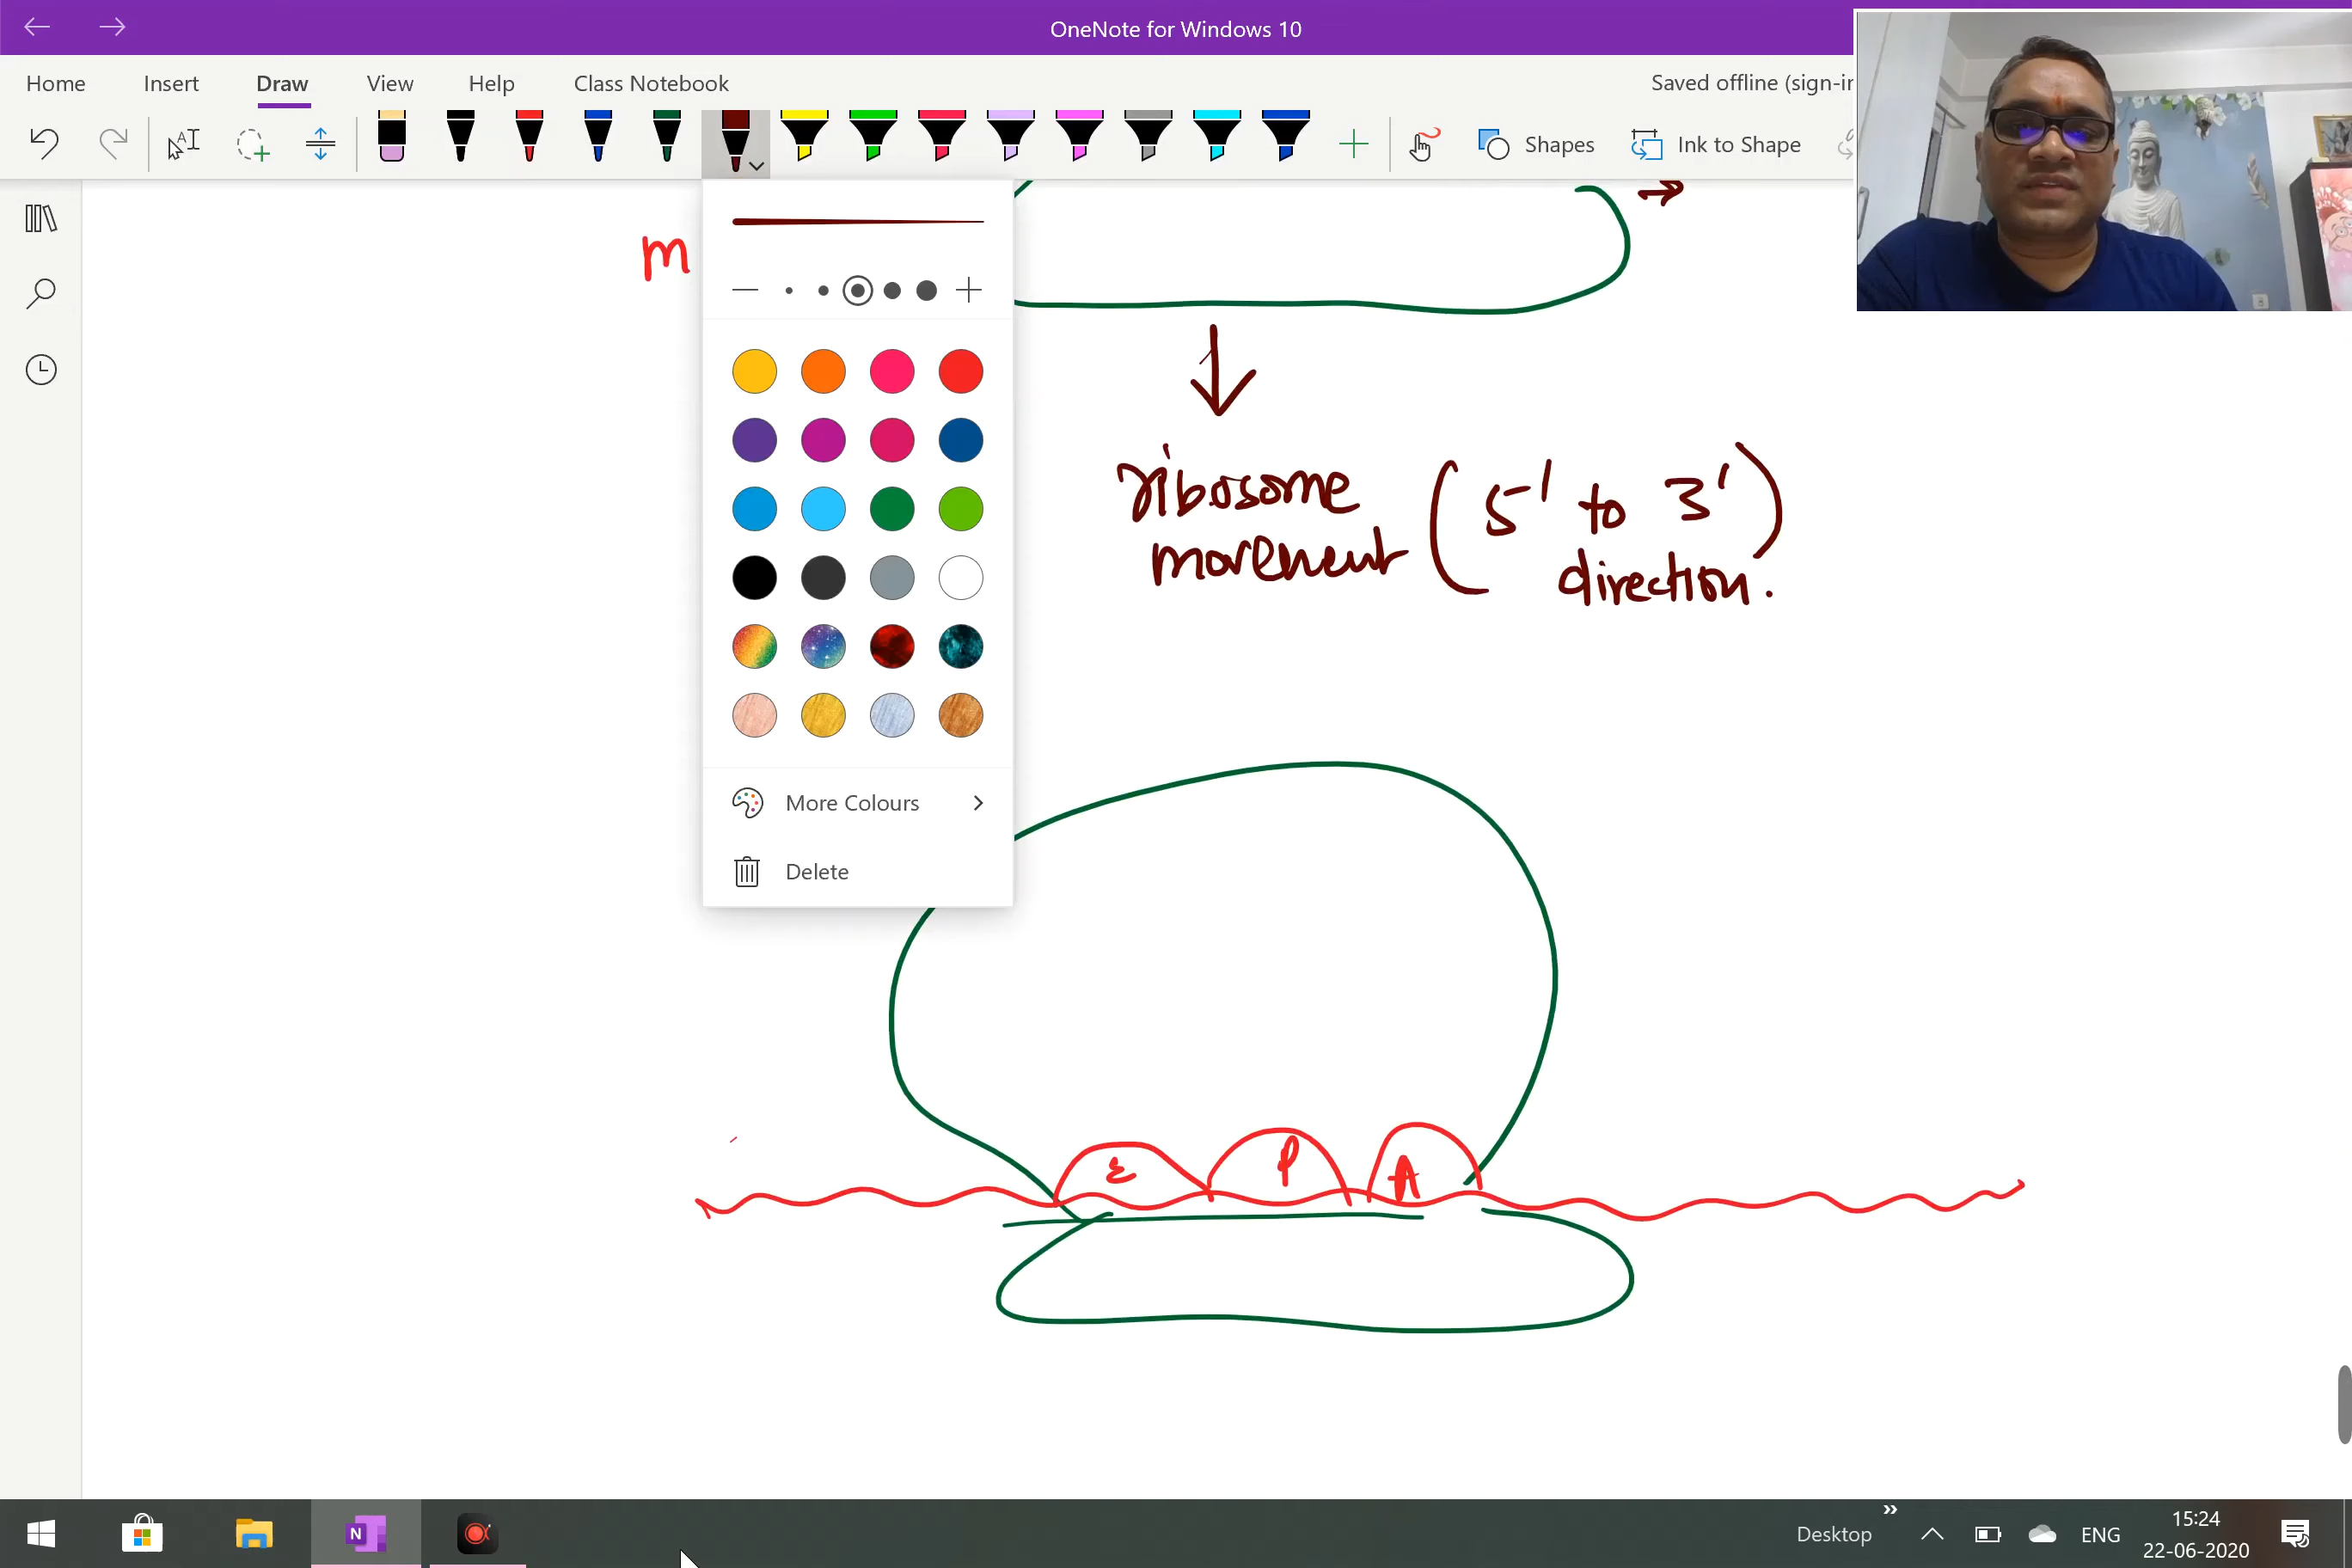 OneNote for Windows 10
Home Insert Draw View Help Class Notebook
Saved offline (sign-in
Shapes
Ink to Shape
m
ribosome
movement
( 5' to 3' )
direction.
More Colours
Delete
E P A
Desktop
ENG
15:24
22-06-2020